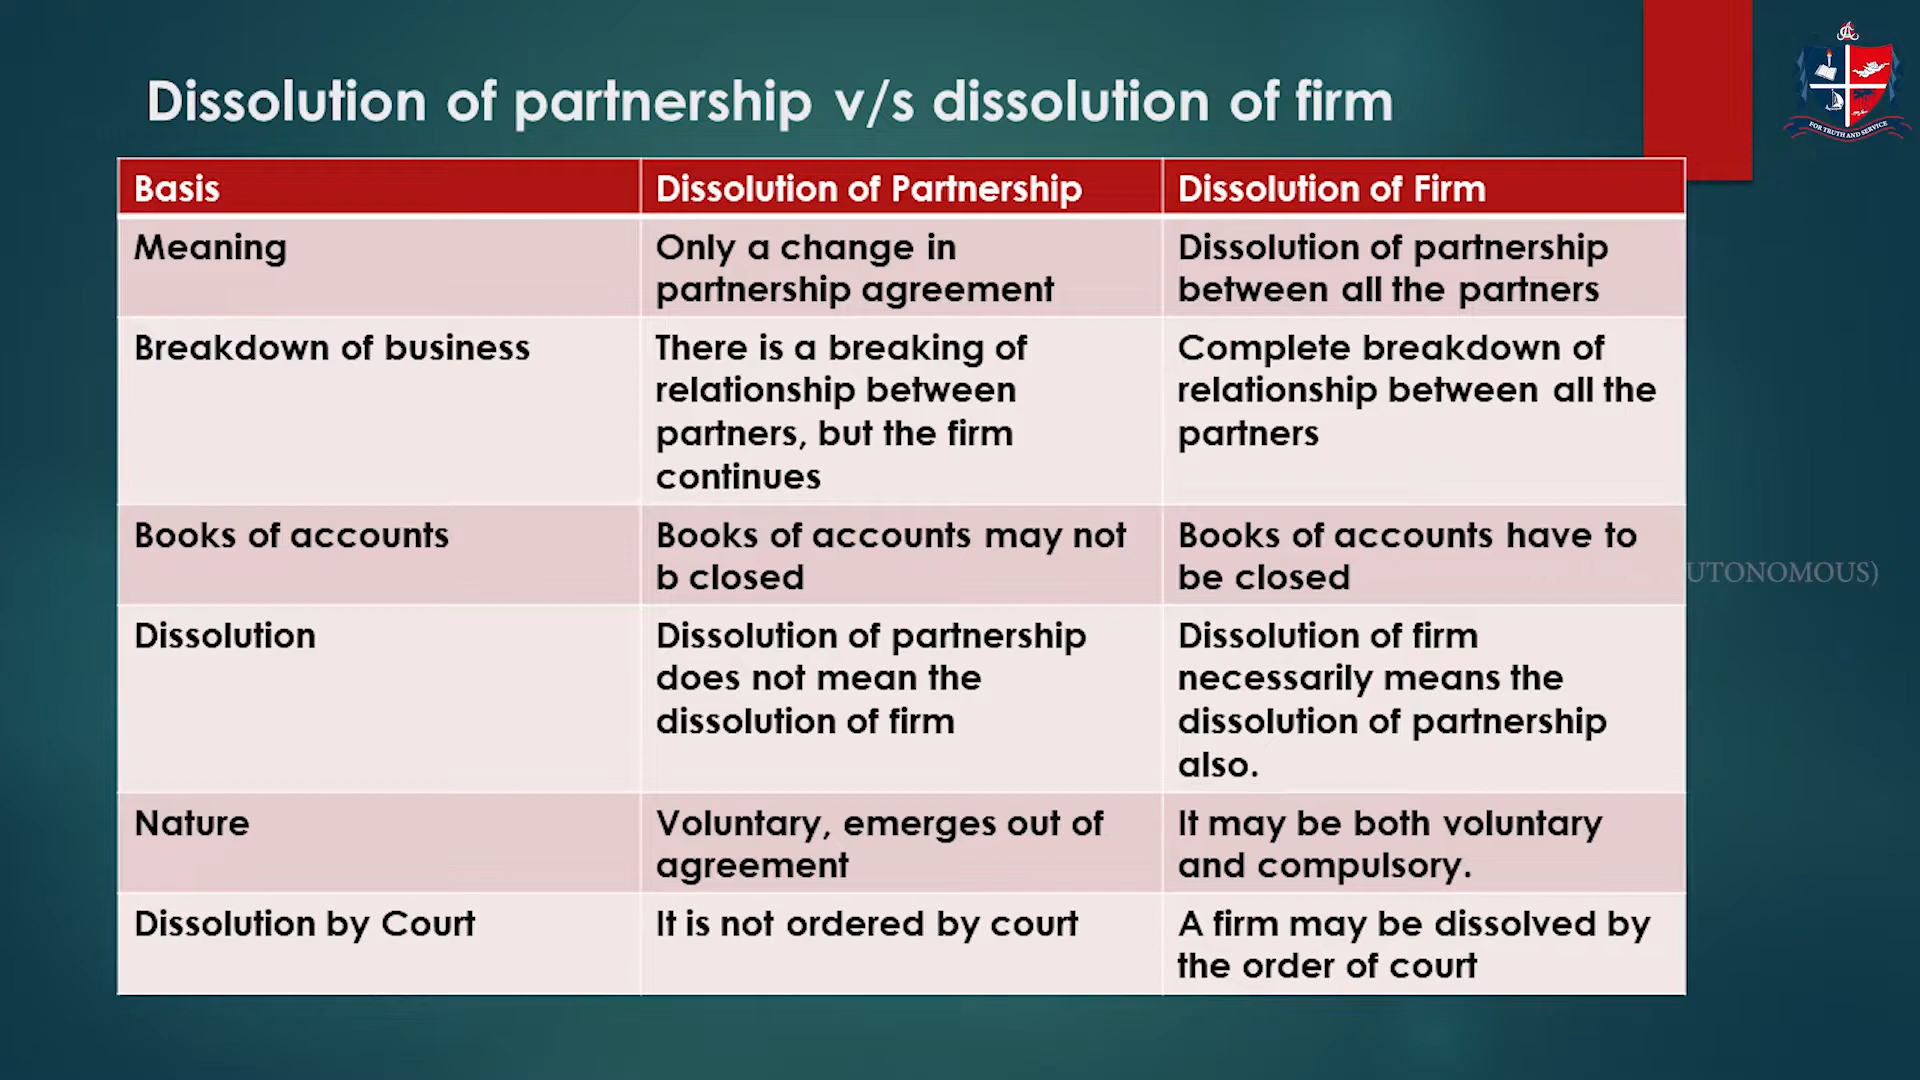 Dissolution of partnership v/s dissolution of firm
FOR TRUTH AND SERVICE
Basis
Dissolution of Partnership
Dissolution of Firm
Meaning
Only a change in
partnership agreement
Dissolution of partnership
between all the partners
Breakdown of business
There is a breaking of
relationship between
partners, but the firm
continues
Complete breakdown of
relationship between all the
partners
Books of accounts
Books of accounts may not
b closed
Books of accounts have to
be closed
UTONOMOUS)
Dissolution
Dissolution of partnership
does not mean the
dissolution of firm
Dissolution of firm
necessarily means the
dissolution of partnership
also.
Nature
Voluntary, emerges out of
agreement
It may be both voluntary
and compulsory.
Dissolution by Court
It is not ordered by court
A firm may be dissolved by
the order of court